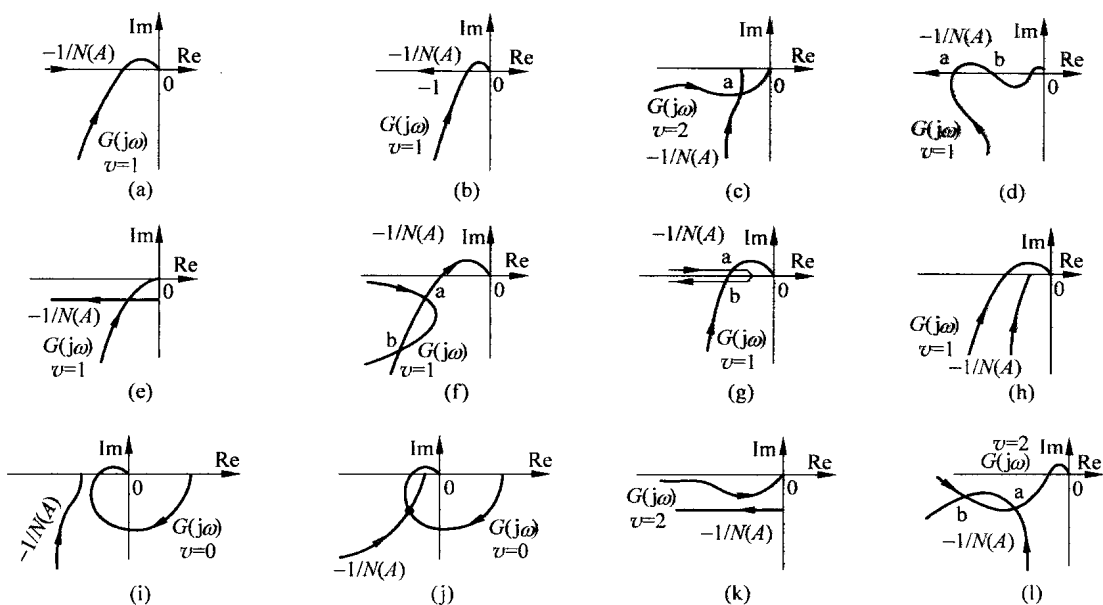 Im
−1/N(A)
Re
0
G(jω)
v=1
(a)
Im
−1/N(A)
Re
−1
0
G(jω)
v=1
(b)
Im
Re
a
0
G(jω)
v=2
−1/N(A)
(c)
Im
−1/N(A)
a
b
Re
0
G(jω)
v=1
(d)
Im
Re
0
−1/N(A)
G(jω)
v=1
(e)
−1/N(A)
Im
Re
0
a
b
G(jω)
v=1
(f)
Im
−1/N(A)
a
Re
b
0
G(jω)
v=1
(g)
Im
Re
0
G(jω)
v=1
−1/N(A)
(h)
Im
Re
0
−1/N(A)
G(jω)
v=0
(i)
Im
Re
0
G(jω)
v=0
−1/N(A)
(j)
Im
Re
0
G(jω)
v=2
−1/N(A)
(k)
v=2
Im
G(jω)
Re
0
a
b
−1/N(A)
(l)